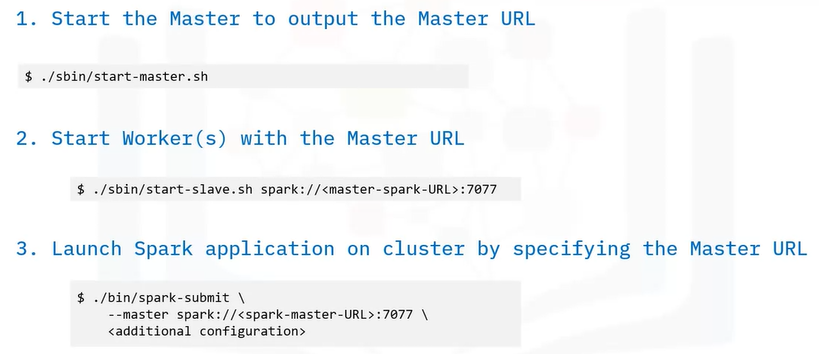 1. Start the Master to output the Master URL
$ ./sbin/start-master.sh
2. Start Worker(s) with the Master URL
$ ./sbin/start-slave.sh spark://<master-spark-URL>:7077
3. Launch Spark application on cluster by specifying the Master URL
$ ./bin/spark-submit \
--master spark://<spark-master-URL>:7077 \
<additional configuration>